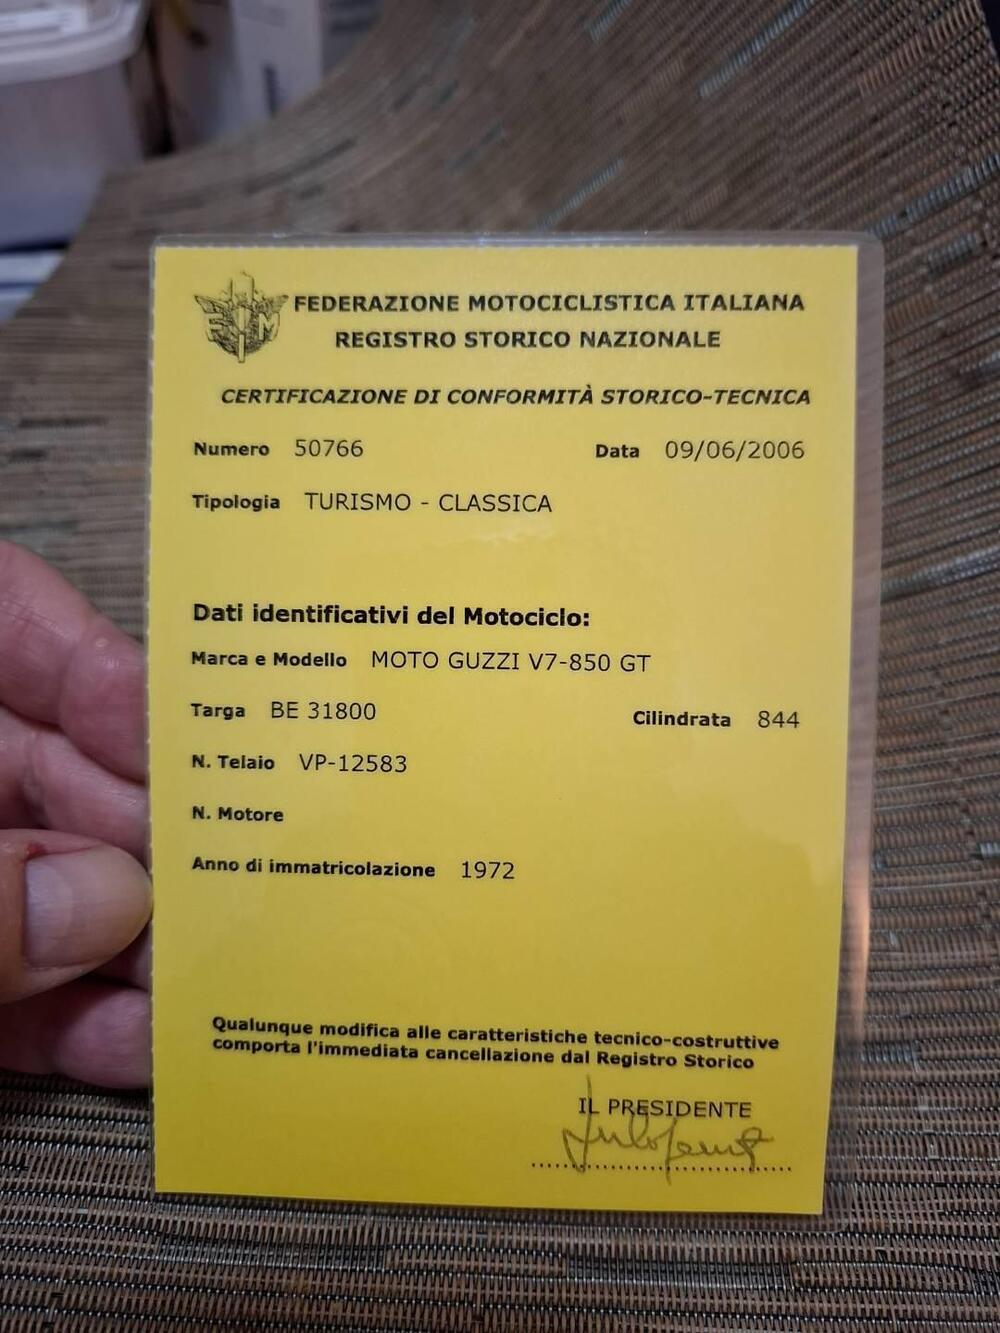 FMI
FEDERAZIONE MOTOCICLISTICA ITALIANA
REGISTRO STORICO NAZIONALE
CERTIFICAZIONE DI CONFORMITÀ STORICO-TECNICA
Numero 50766 Data 09/06/2006
Tipologia TURISMO - CLASSICA
Dati identificativi del Motociclo:
Marca e Modello MOTO GUZZI V7-850 GT
Targa BE 31800 Cilindrata 844
N. Telaio VP-12583
N. Motore
Anno di immatricolazione 1972
Qualunque modifica alle caratteristiche tecnico-costruttive
comporta l'immediata cancellazione dal Registro Storico
IL PRESIDENTE